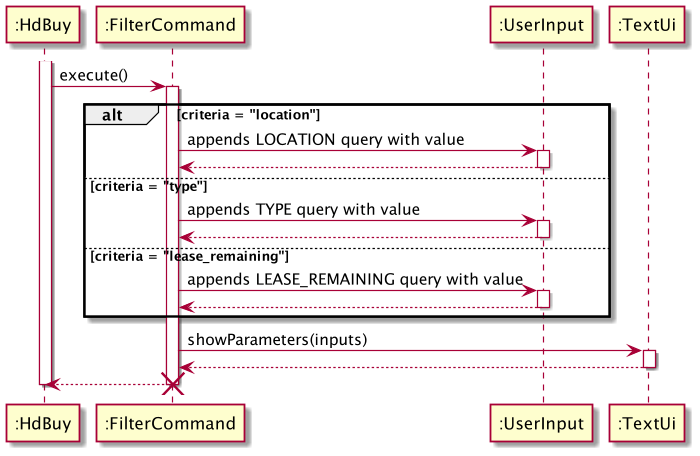 :HdBuy
:FilterCommand
:UserInput
:TextUi
execute()
alt
[criteria = "location"]
appends LOCATION query with value
[criteria = "type"]
appends TYPE query with value
[criteria = "lease_remaining"]
appends LEASE_REMAINING query with value
showParameters(inputs)
:HdBuy
:FilterCommand
:UserInput
:TextUi